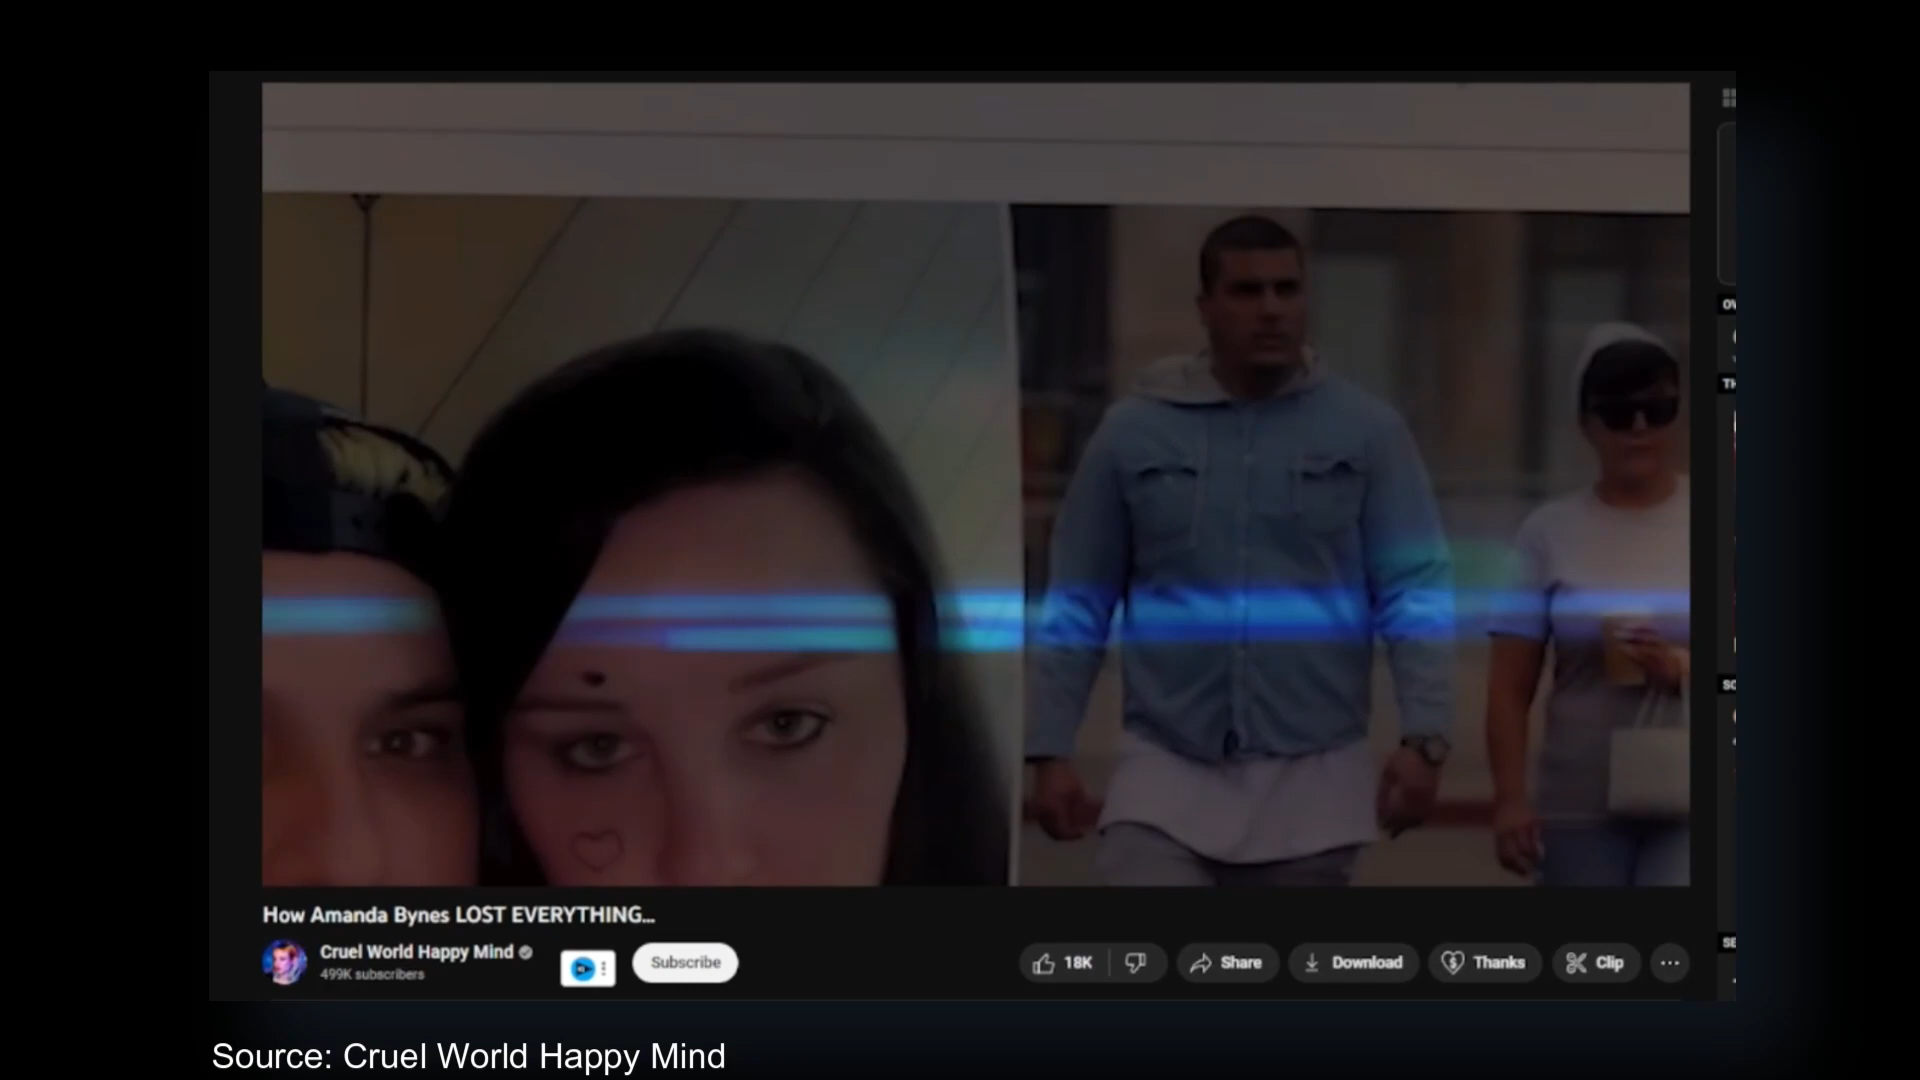 How Amanda Bynes LOST EVERYTHING...
Cruel World Happy Mind
499K subscribers
Subscribe
18K
Share
Download
Thanks
Clip
Source: Cruel World Happy Mind